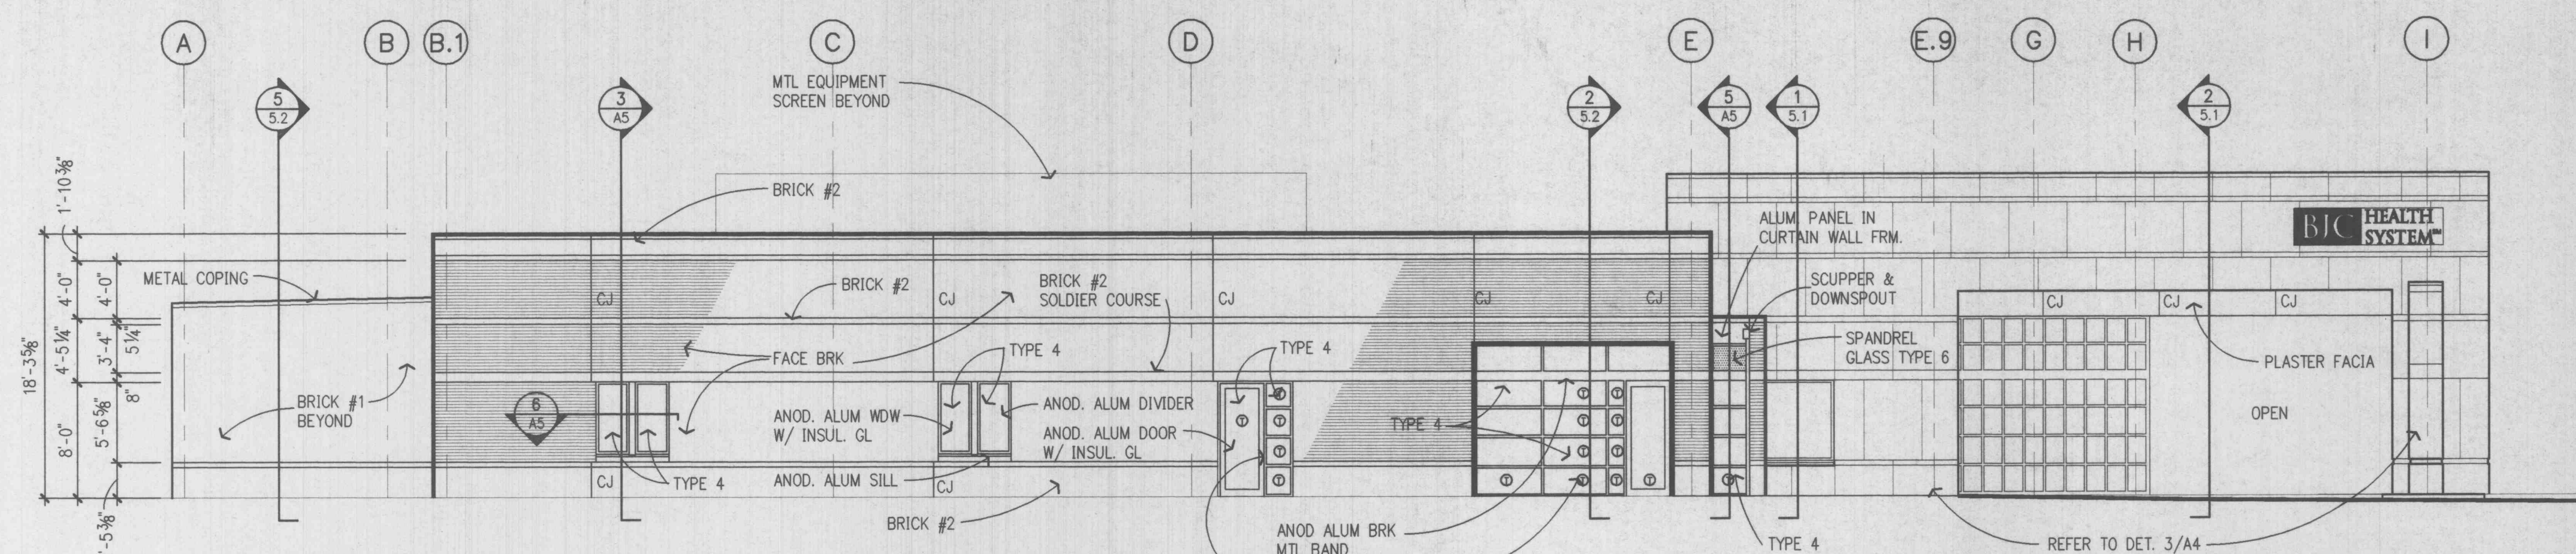 A
B
B.1
C
D
E
E.9
G
H
I
MTL EQUIPMENT
SCREEN BEYOND
5
5.2
3
A5
2
5.2
5
A5
1
5.1
2
5.1
BRICK #2
ALUM. PANEL IN
CURTAIN WALL FRM.
BJC HEALTH
SYSTEM℠
1'-10⅜"
METAL COPING
BRICK #2
BRICK #2
SOLDIER COURSE
SCUPPER &
DOWNSPOUT
CJ
CJ
CJ
CJ
CJ
CJ
CJ
CJ
4'-0"
4'-0"
18'-3⅝"
4'-5¼"
3'-4"
5¼"
FACE BRK
TYPE 4
TYPE 4
SPANDREL
GLASS TYPE 6
PLASTER FACIA
8"
BRICK #1
BEYOND
6
A5
ANOD. ALUM WDW
W/ INSUL. GL
ANOD. ALUM DIVIDER
ANOD. ALUM DOOR
W/ INSUL. GL
T
T
T
T
T
TYPE 4
T
T
T
T
T
T
T
T
T
T
T
OPEN
8'-0"
5'-6⅝"
CJ
TYPE 4
ANOD. ALUM SILL
CJ
BRICK #2
ANOD ALUM BRK
MTL BAND
TYPE 4
REFER TO DET. 3/A4
'-5⅜"